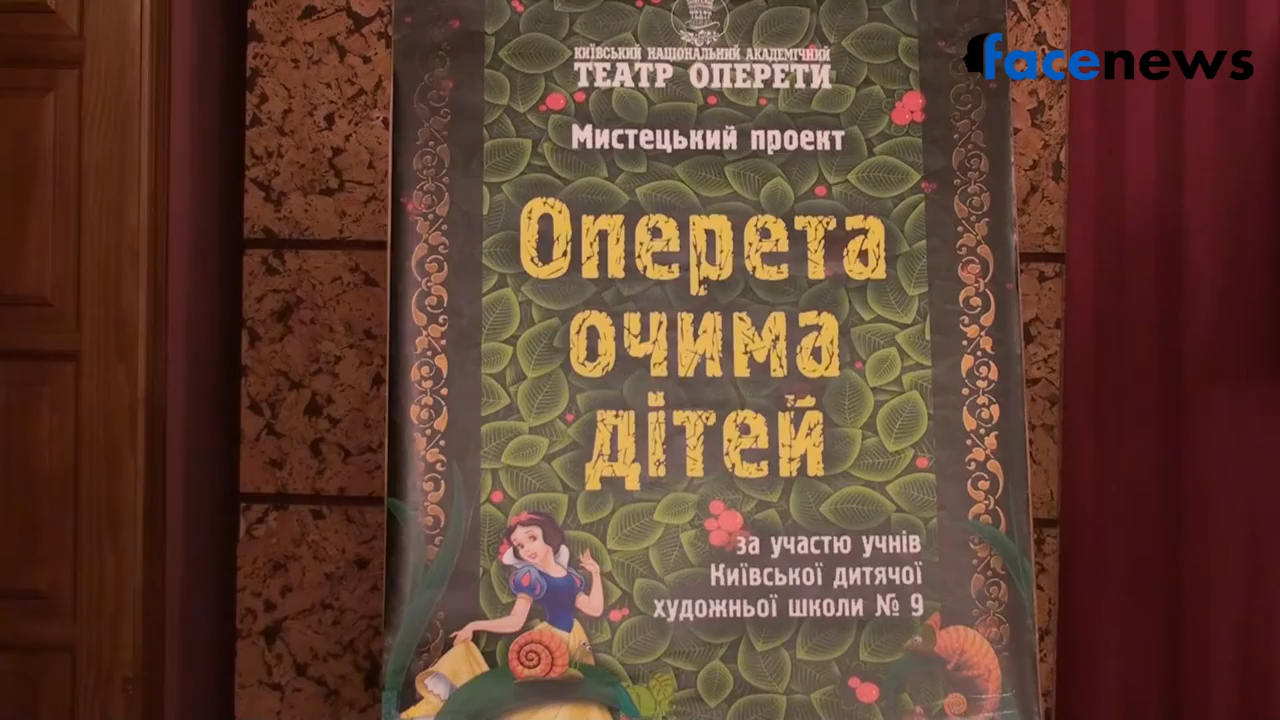 ТЕАТР
facenews
КИЇВСЬКИЙ НАЦІОНАЛЬНИЙ АКАДЕМІЧНИЙ
ТЕАТР ОПЕРЕТИ
Мистецький проект
Оперета
очима
дітей
за участю учнів
Київської дитячої
художньої школи № 9